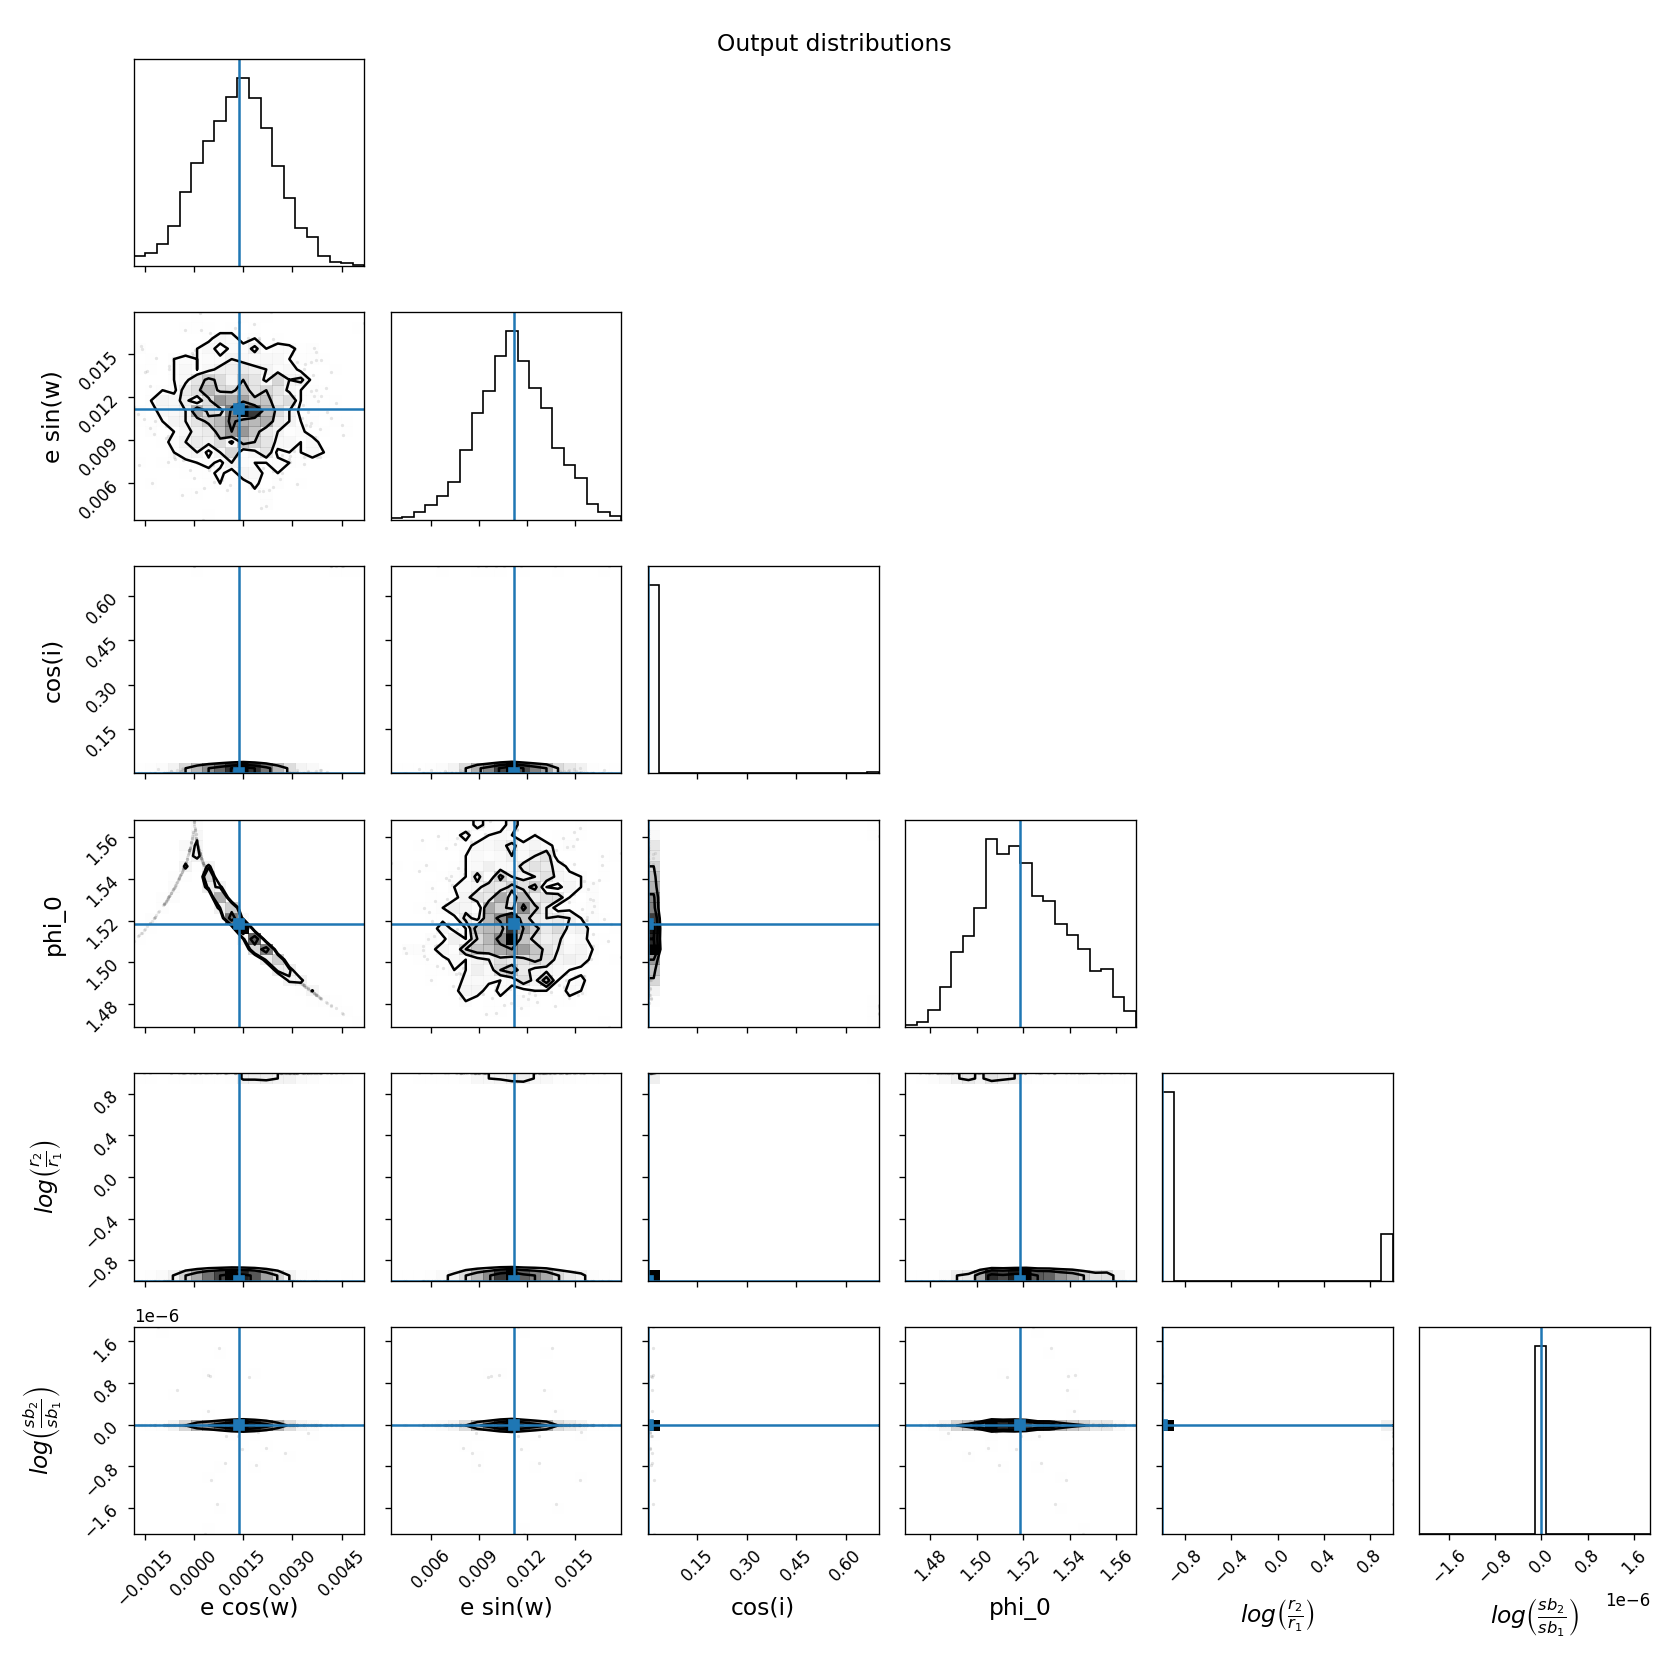 Output distributions
e sin(w)
0.015
0.012
0.009
0.006
cos(i)
0.60
0.45
0.30
0.15
phi_0
1.56
1.54
1.52
1.50
1.48
log(r₂/r₁)
0.8
0.4
0.0
−0.4
−0.8
log(sb₂/sb₁)
1e−6
1.6
0.8
0.0
−0.8
−1.6
−0.0015 0.0000 0.0015 0.0030 0.0045
e cos(w)
0.006 0.009 0.012 0.015
e sin(w)
0.15 0.30 0.45 0.60
cos(i)
1.48 1.50 1.52 1.54 1.56
phi_0
−0.8 −0.4 0.0 0.4 0.8
log(r₂/r₁)
−1.6 −0.8 0.0 0.8 1.6
1e−6
log(sb₂/sb₁)